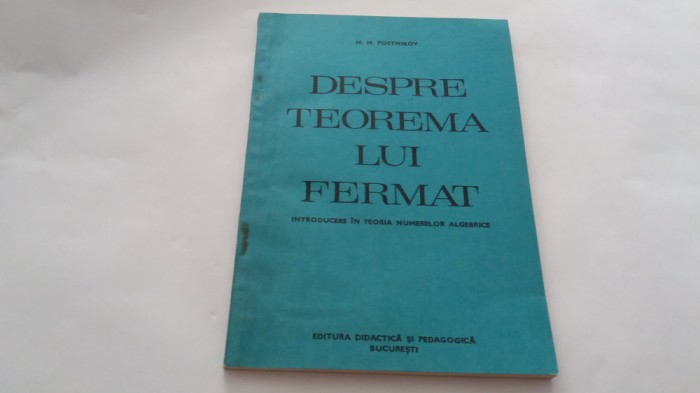 M. M. POSTNIKOV
DESPRE
TEOREMA
LUI
FERMAT
INTRODUCERE ÎN TEORIA NUMERELOR ALGEBRICE
EDITURA DIDACTICĂ ȘI PEDAGOGICĂ
BUCUREȘTI